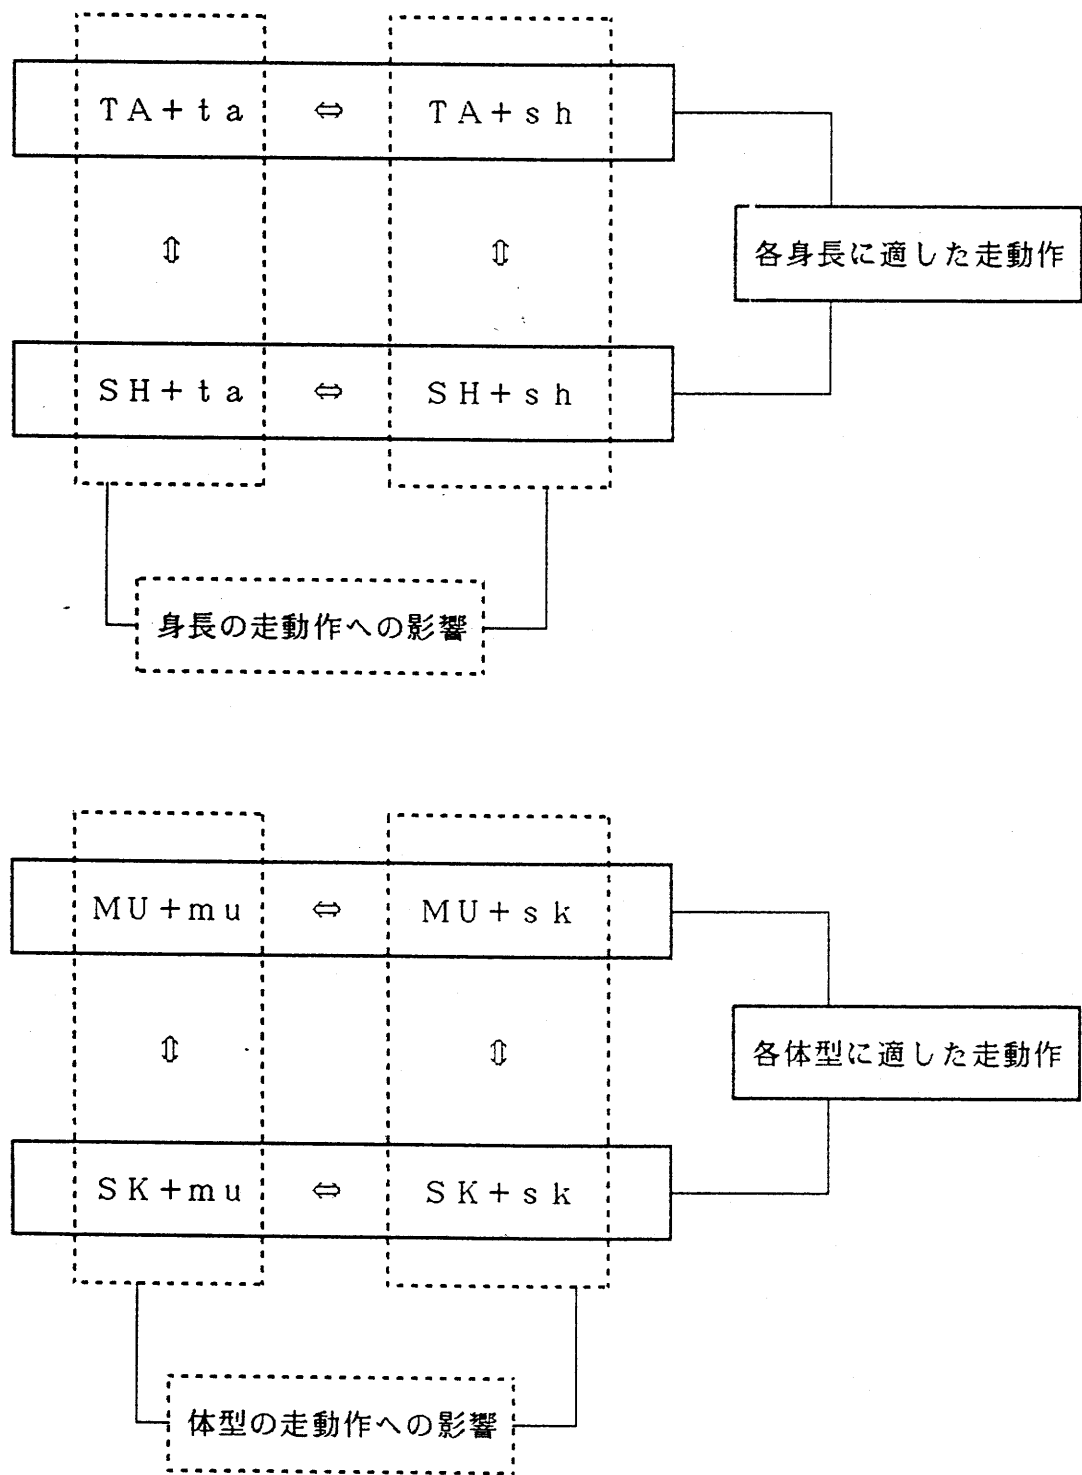 TA+ta ⇔ TA+sh
⇕ ⇕
各身長に適した走動作
SH+ta ⇔ SH+sh
身長の走動作への影響
MU+mu ⇔ MU+sk
⇕ ⇕
各体型に適した走動作
SK+mu ⇔ SK+sk
体型の走動作への影響